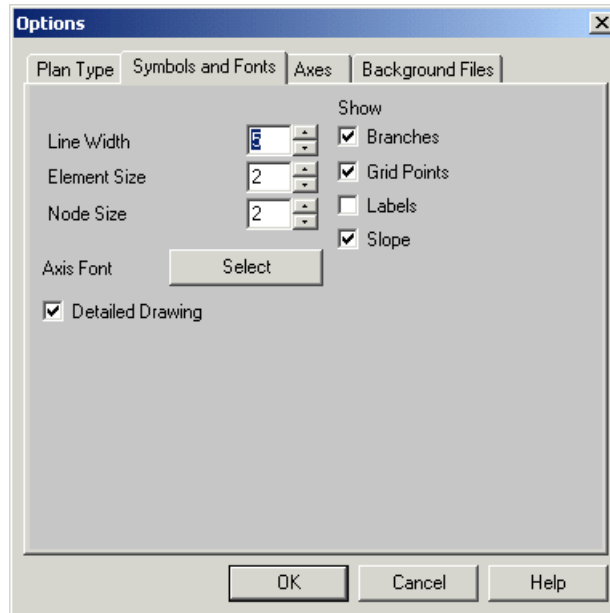 Options
Plan Type Symbols and Fonts Axes Background Files
Show
Line Width 5 Branches
Element Size 2 Grid Points
Node Size 2 Labels
Slope
Axis Font Select
Detailed Drawing
OK Cancel Help